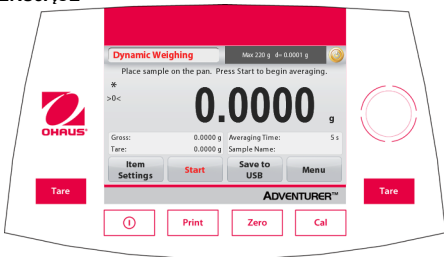 Dynamic Weighing
Max 220 g d= 0.0001 g
Place sample on the pan. Press Start to begin averaging.
*
>0<
0.0000 g
Gross: 0.0000 g Averaging Time: 5 s
Tare: 0.0000 g Sample Name:
Item Settings
Start
Save to USB
Menu
OHAUS
Tare
Tare
ADVENTURER™
Print
Zero
Cal